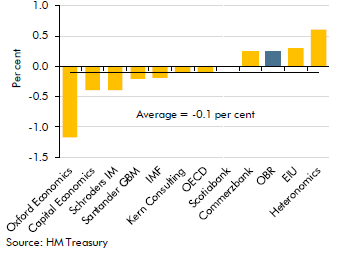 1.0
0.5
0.0
-0.5
-1.0
-1.5
Per cent
Average = -0.1 per cent
Oxford Economics
Capital Economics
Schroders IM
Santander GBM
IMF
Kern Consulting
OECD
Scotiabank
Commerzbank
OBR
EIU
Heteronomics
Source: HM Treasury